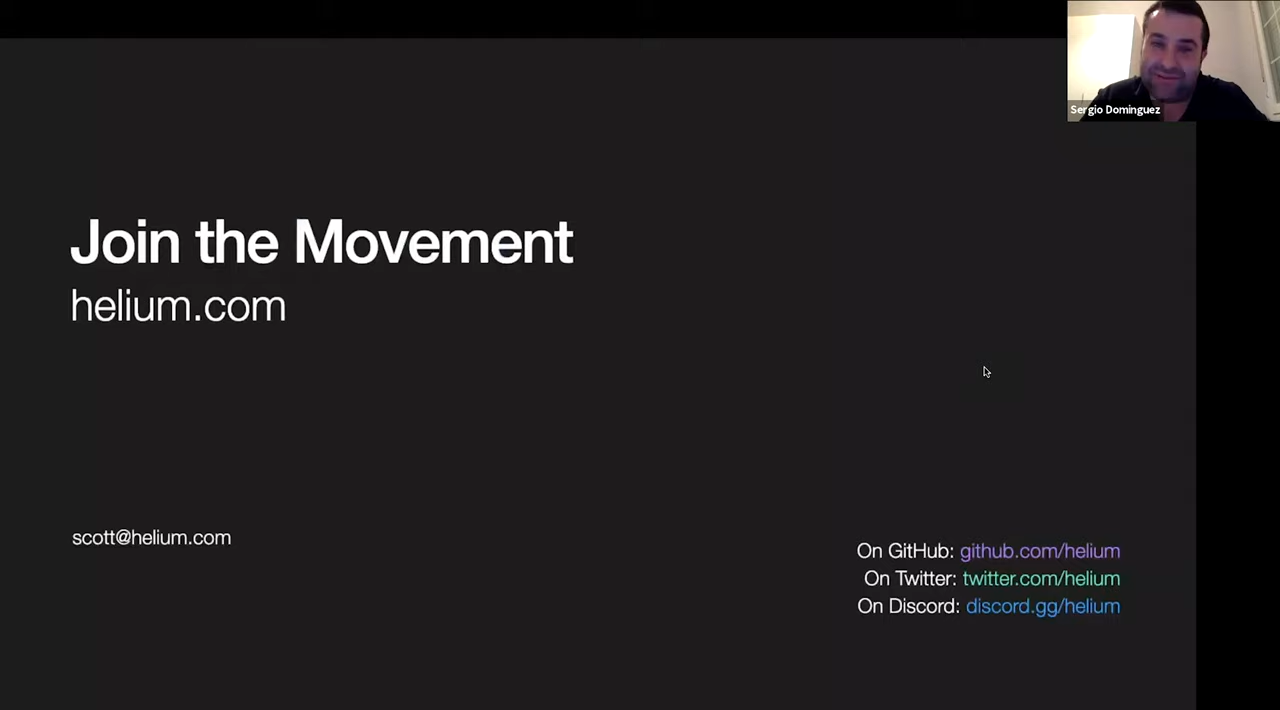 Sergio Dominguez
Join the Movement
helium.com
scott@helium.com
On GitHub: github.com/helium
On Twitter: twitter.com/helium
On Discord: discord.gg/helium